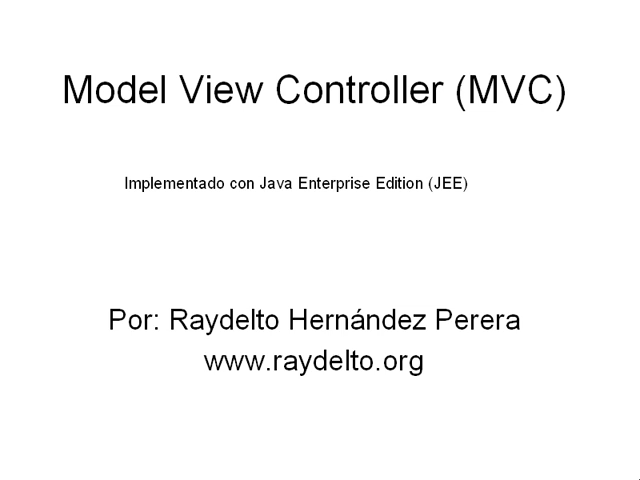 Model View Controller (MVC)
Implementado con Java Enterprise Edition (JEE)
Por: Raydelto Hernández Perera
www.raydelto.org